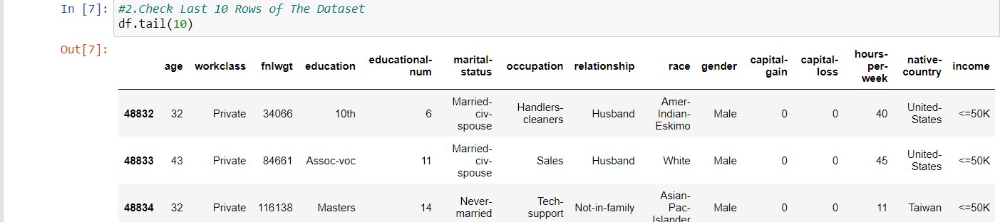 In [7]: #2.Check Last 10 Rows of The Dataset
df.tail(10)
Out[7]:
age workclass fnlwgt education educational-num marital-status occupation relationship race gender capital-gain capital-loss hours-per-week native-country income
48832 32 Private 34066 10th 6 Married-civ-spouse Handlers-cleaners Husband Amer-Indian-Eskimo Male 0 0 40 United-States <=50K
48833 43 Private 84661 Assoc-voc 11 Married-civ-spouse Sales Husband White Male 0 0 45 United-States <=50K
48834 32 Private 116138 Masters 14 Never-married Tech-support Not-in-family Asian-Pac-Islander Male 0 0 11 Taiwan <=50K